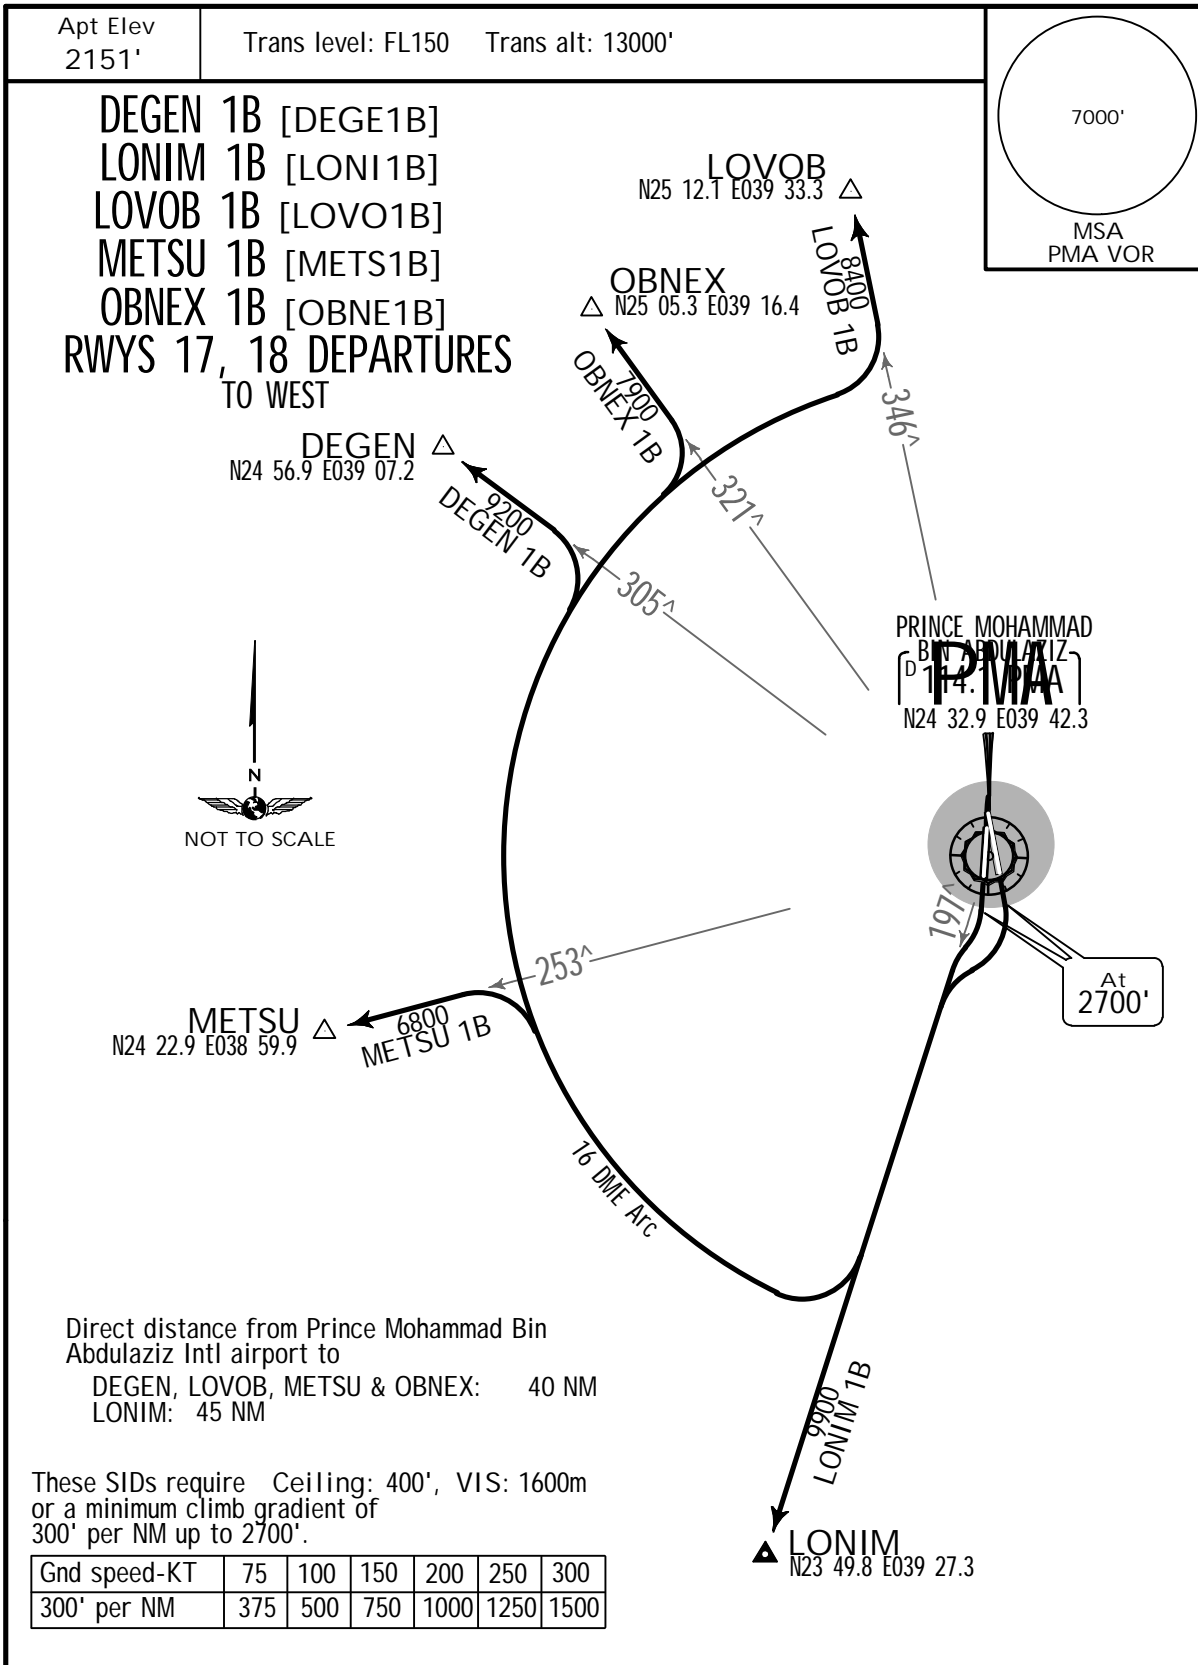 Apt Elev
2151'
Trans level: FL150 Trans alt: 13000'
7000'
MSA
PMA VOR
DEGEN 1B [DEGE1B]
LONIM 1B [LONI1B]
LOVOB 1B [LOVO1B]
METSU 1B [METS1B]
OBNEX 1B [OBNE1B]
RWYS 17, 18 DEPARTURES
TO WEST
LOVOB
N25 12.1 E039 33.3
8400
LOVOB 1B
OBNEX
N25 05.3 E039 16.4
7900
OBNEX 1B
346^
321^
DEGEN
N24 56.9 E039 07.2
9200
DEGEN 1B
305^
PRINCE MOHAMMAD
BIN ABDULAZIZ
PMA
D 114. PMA
N24 32.9 E039 42.3
N
NOT TO SCALE
197^
253^
At
2700'
METSU
N24 22.9 E038 59.9
6800
METSU 1B
16 DME Arc
Direct distance from Prince Mohammad Bin
Abdulaziz Intl airport to
DEGEN, LOVOB, METSU & OBNEX: 40 NM
LONIM: 45 NM
9900
LONIM 1B
These SIDs require Ceiling: 400', VIS: 1600m
or a minimum climb gradient of
300' per NM up to 2700'.
LONIM
N23 49.8 E039 27.3
Gnd speed-KT 75 100 150 200 250 300
300' per NM 375 500 750 1000 1250 1500